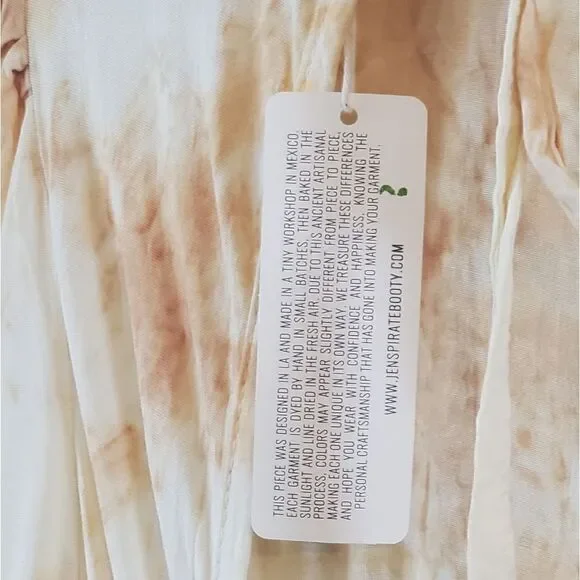 THIS PIECE WAS DESIGNED IN LA AND MADE IN A TINY WORKSHOP IN MEXICO.
EACH GARMENT IS DYED BY HAND IN SMALL BATCHES, THEN BAKED IN THE
SUNLIGHT AND LINE DRIED IN THE FRESH AIR. DUE TO THIS ANCIENT ARTISANAL
PROCESS, COLORS MAY APPEAR SLIGHTLY DIFFERENT FROM PIECE TO PIECE,
MAKING EACH ONE UNIQUE IN ITS OWN WAY. WE TREASURE THESE DIFFERENCES
AND HOPE YOU WEAR WITH CONFIDENCE AND HAPPINESS, KNOWING THE
PERSONAL CRAFTSMANSHIP THAT HAS GONE INTO MAKING YOUR GARMENT.
WWW.JENSPIRATEBOOTY.COM